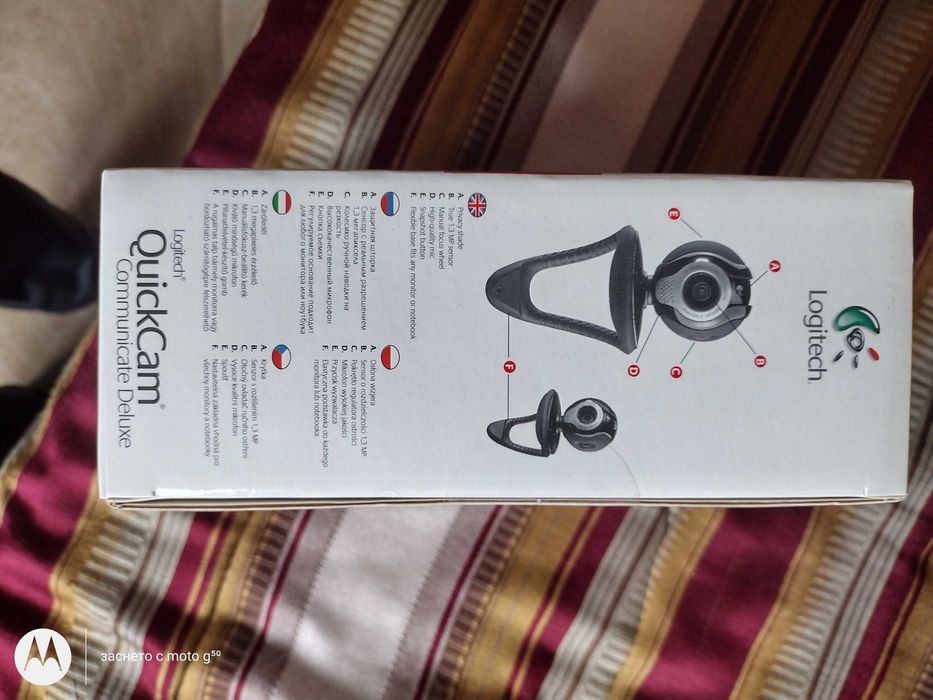 Logitech.
A
B
C
D
E
F
A. Privacy shade
B. True 1.3 MP sensor
C. Manual focus wheel
D. High-quality mic
E. Snapshot button
F. Flexible base fits any monitor or notebook
A. Защитная шторка
B. Сенсор с реальным разрешением
1,3 мегапиксела
C. Колесико ручной наводки на
резкость
D. Высококачественный микрофон
E. Кнопка съемки
F. Регулируемое основание подходит
для любого монитора или ноутбука
A. Osłona wizjera
B. Sensor o rozdzielczości 1,3 MP
C. Pokrętło regulatora ostrości
D. Mikrofon wysokiej jakości
E. Przycisk wyzwalacza
F. Elastyczna podstawka do każdego
monitora lub notebooka
A. Zárófedél
B. 1,3 megapixeles érzékelő
C. Manuálisfókusz-beállító kerék
D. Kiváló minőségű mikrofon
E. Pillanatfelvétel-készítő gomb
F. A rugalmas talp bármely monitorra vagy
hordozható számítógépre felszerelhető
A. Krytka
B. Senzor s rozlišením 1,3 MP
C. Otočný ovladač ručního ostření
D. Vysoce kvalitní mikrofon
E. Spoušť
F. Nastavitelná základna vhodná pro
všechny monitory a notebooky
Logitech®
QuickCam®
Communicate Deluxe
заснето с moto g50